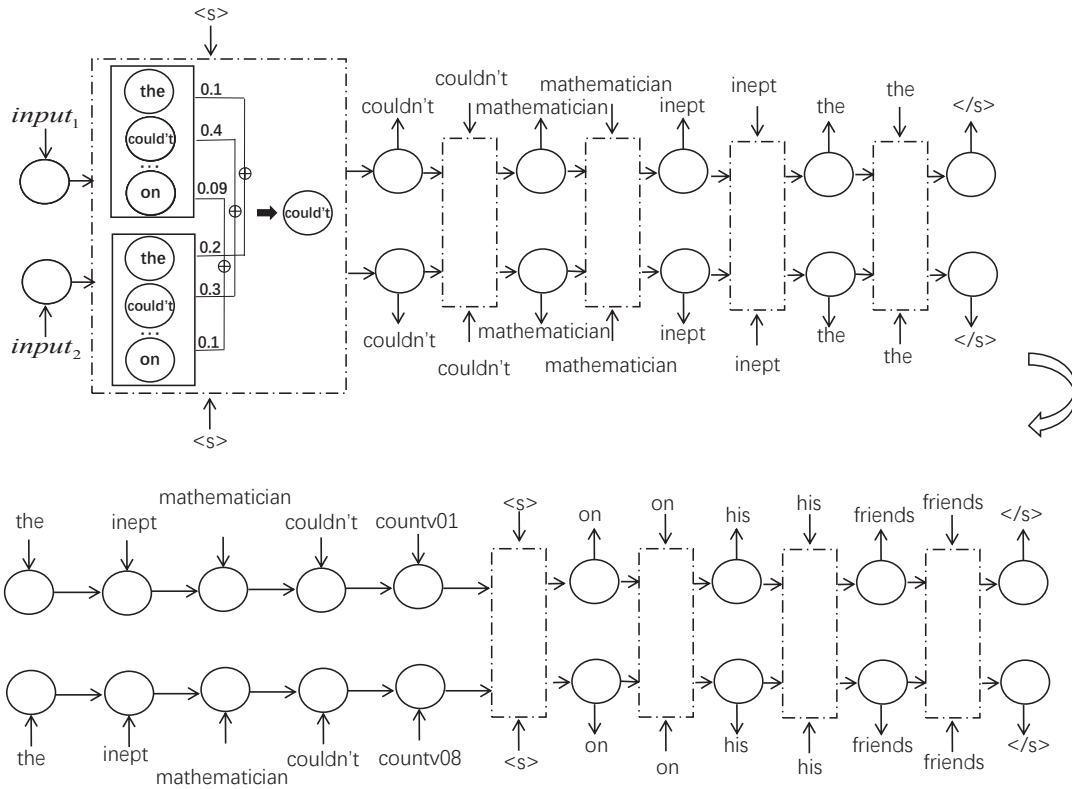 <s>
input1
the
0.1
could't
0.4
...
on
0.09
could't
the
0.2
could't
0.3
...
on
0.1
input2
<s>
couldn't
couldn't
mathematician
mathematician
inept
inept
the
the
</s>
couldn't
couldn't
mathematician
mathematician
inept
inept
the
the
</s>
the
inept
mathematician
couldn't
countv01
<s>
on
on
his
his
friends
friends
</s>
the
inept
mathematician
couldn't
countv08
<s>
on
on
his
his
friends
friends
</s>